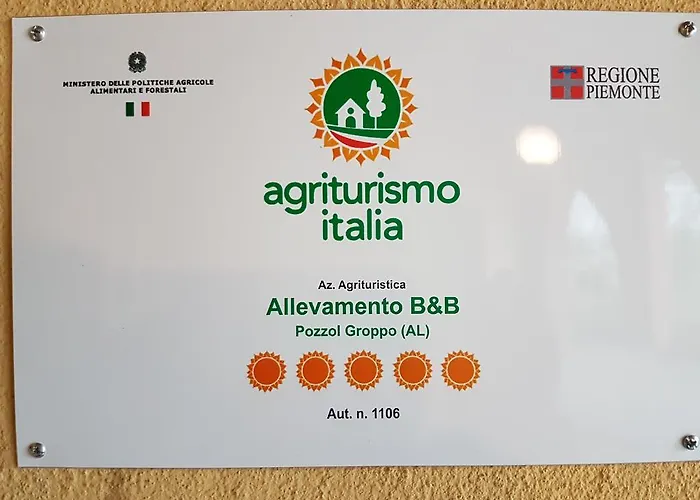 MINISTERO DELLE POLITICHE AGRICOLE
ALIMENTARI E FORESTALI
REGIONE
PIEMONTE
agriturismo
italia
Az. Agrituristica
Allevamento B&B
Pozzol Groppo (AL)
Aut. n. 1106